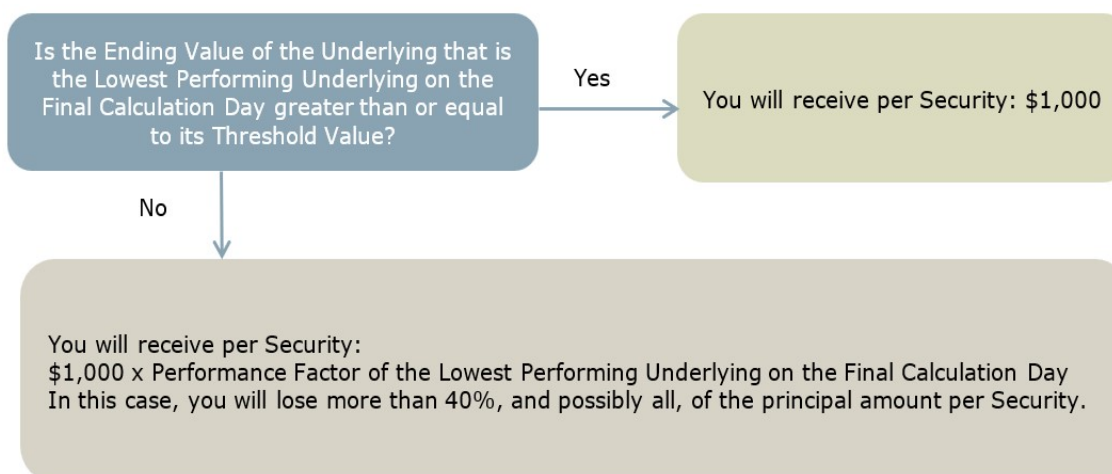 Is the Ending Value of the Underlying that is
the Lowest Performing Underlying on the
Final Calculation Day greater than or equal
to its Threshold Value?
Yes
You will receive per Security: $1,000
No
You will receive per Security:
$1,000 x Performance Factor of the Lowest Performing Underlying on the Final Calculation Day
In this case, you will lose more than 40%, and possibly all, of the principal amount per Security.